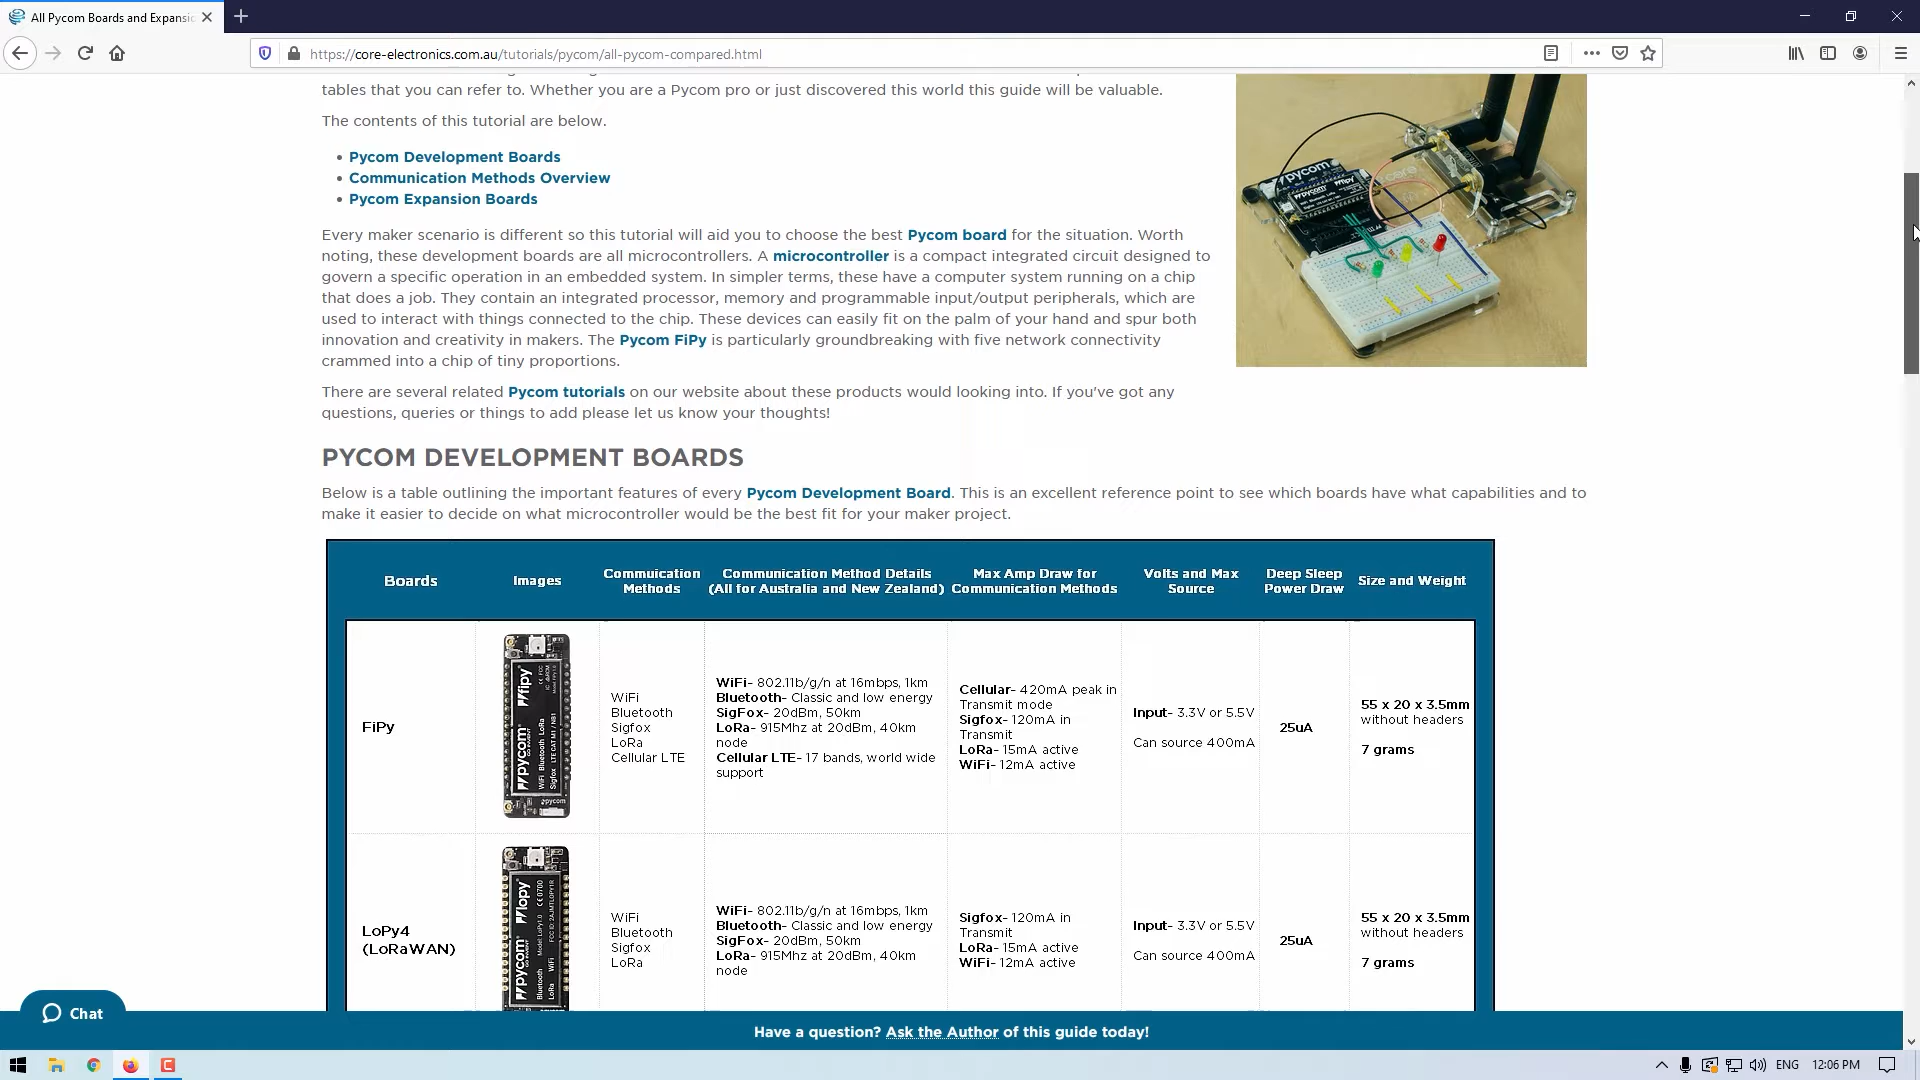 All Pycom Boards and Expansi
https://core-electronics.com.au/tutorials/pycom/all-pycom-compared.html
tables that you can refer to. Whether you are a Pycom pro or just discovered this world this guide will be valuable.
The contents of this tutorial are below.
• Pycom Development Boards
• Communication Methods Overview
• Pycom Expansion Boards
Every maker scenario is different so this tutorial will aid you to choose the best Pycom board for the situation. Worth
noting, these development boards are all microcontrollers. A microcontroller is a compact integrated circuit designed to
govern a specific operation in an embedded system. In simpler terms, these have a computer system running on a chip
that does a job. They contain an integrated processor, memory and programmable input/output peripherals, which are
used to interact with things connected to the chip. These devices can easily fit on the palm of your hand and spur both
innovation and creativity in makers. The Pycom FiPy is particularly groundbreaking with five network connectivity
crammed into a chip of tiny proportions.
There are several related Pycom tutorials on our website about these products would looking into. If you've got any
questions, queries or things to add please let us know your thoughts!
PYCOM DEVELOPMENT BOARDS
Below is a table outlining the important features of every Pycom Development Board. This is an excellent reference point to see which boards have what capabilities and to
make it easier to decide on what microcontroller would be the best fit for your maker project.
Boards
Images
Commuication
Methods
Communication Method Details
(All for Australia and New Zealand)
Max Amp Draw for
Communication Methods
Volts and Max
Source
Deep Sleep
Power Draw
Size and Weight
FiPy
pycom fipy
WiFi Bluetooth LoRa
Sigfox LTE CAT M1 / NB1
pycom
WiFi
Bluetooth
Sigfox
LoRa
Cellular LTE
WiFi- 802.11b/g/n at 16mbps, 1km
Bluetooth- Classic and low energy
SigFox- 20dBm, 50km
LoRa- 915Mhz at 20dBm, 40km
node
Cellular LTE- 17 bands, world wide
support
Cellular- 420mA peak in
Transmit mode
Sigfox- 120mA in
Transmit
LoRa- 15mA active
WiFi- 12mA active
Input- 3.3V or 5.5V
Can source 400mA
25uA
55 x 20 x 3.5mm
without headers
7 grams
LoPy4
(LoRaWAN)
pycom lopy
Bluetooth
LoRa WiFi
WiFi
Bluetooth
Sigfox
LoRa
WiFi- 802.11b/g/n at 16mbps, 1km
Bluetooth- Classic and low energy
SigFox- 20dBm, 50km
LoRa- 915Mhz at 20dBm, 40km
node
Sigfox- 120mA in
Transmit
LoRa- 15mA active
WiFi- 12mA active
Input- 3.3V or 5.5V
Can source 400mA
25uA
55 x 20 x 3.5mm
without headers
7 grams
Chat
Have a question? Ask the Author of this guide today!
ENG
12:06 PM